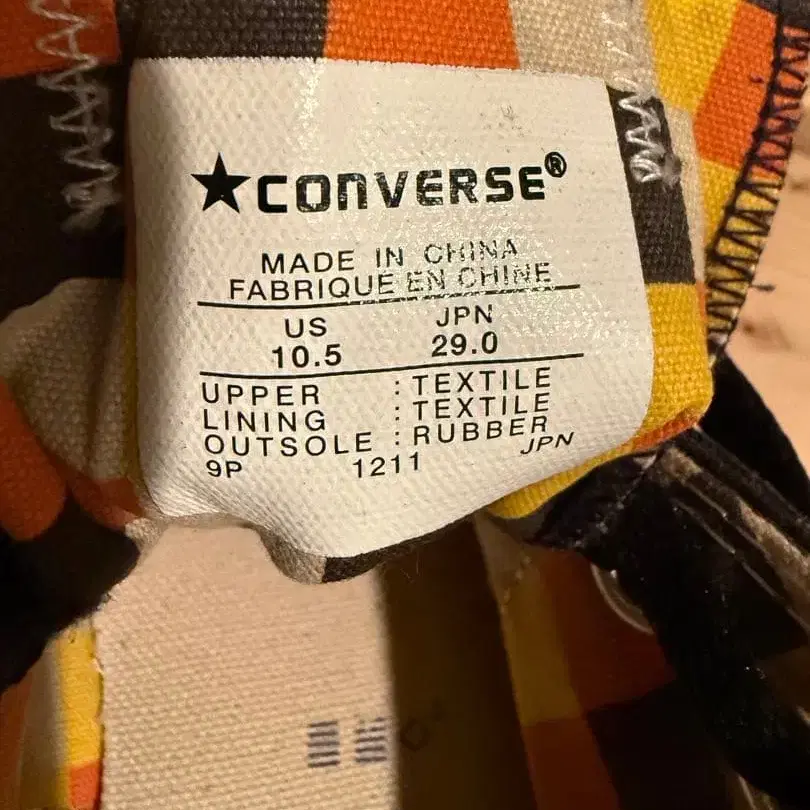 ★CONVERSE®
MADE IN CHINA
FABRIQUE EN CHINE
US JPN
10.5 29.0
UPPER : TEXTILE
LINING : TEXTILE
OUTSOLE : RUBBER
9P 1211 JPN